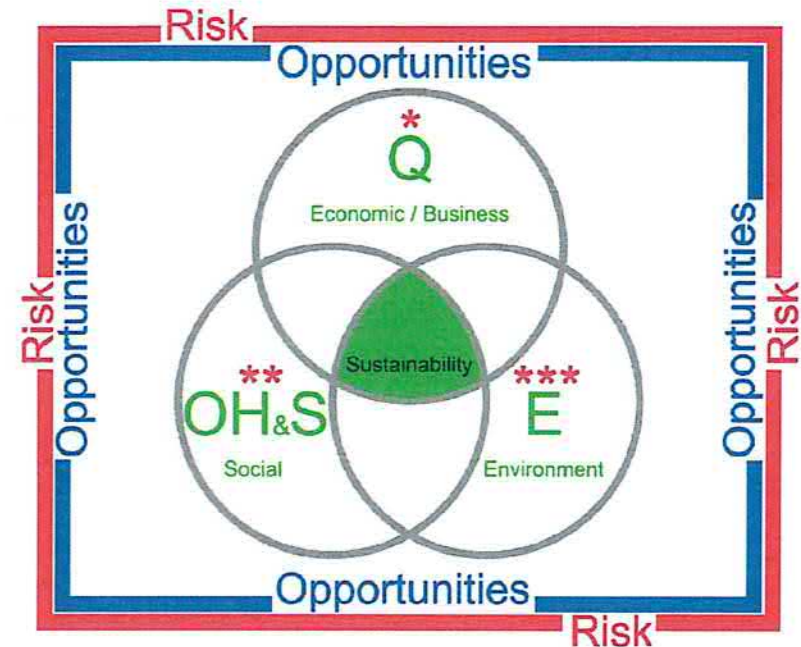 Risk
Opportunities
*
Q
Economic / Business
Risk
Opportunities
Opportunities
Risk
Sustainability
**
OH&S
Social
***
E
Environment
Opportunities
Risk